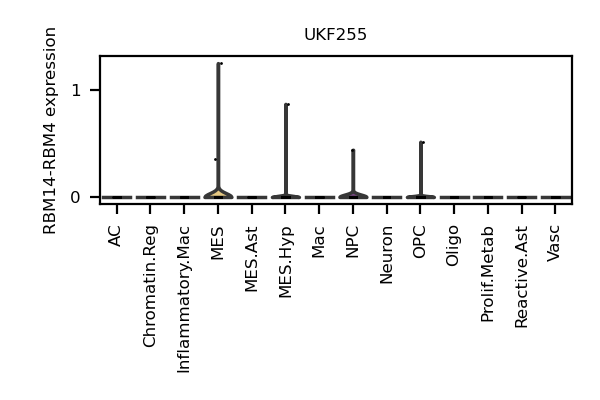 UKF255
RBM14-RBM4 expression
1
0
AC
Chromatin.Reg
Inflammatory.Mac
MES
MES.Ast
MES.Hyp
Mac
NPC
Neuron
OPC
Oligo
Prolif.Metab
Reactive.Ast
Vasc